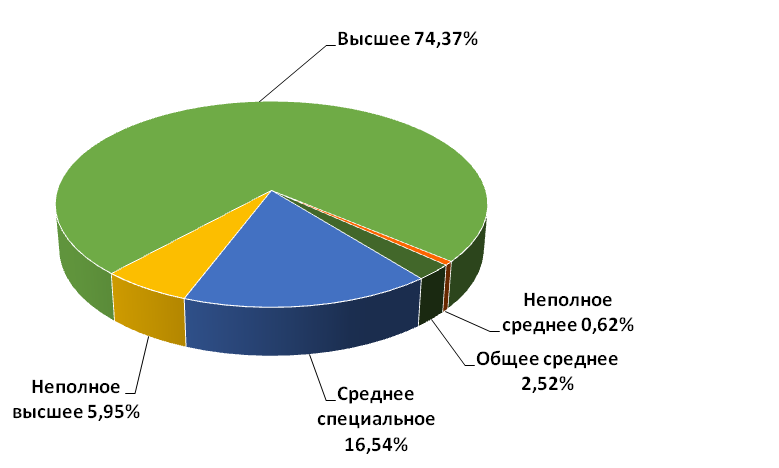 Высшее 74,37%
Неполное
среднее 0,62%
Общее среднее
2,52%
Среднее
специальное
16,54%
Неполное
высшее 5,95%